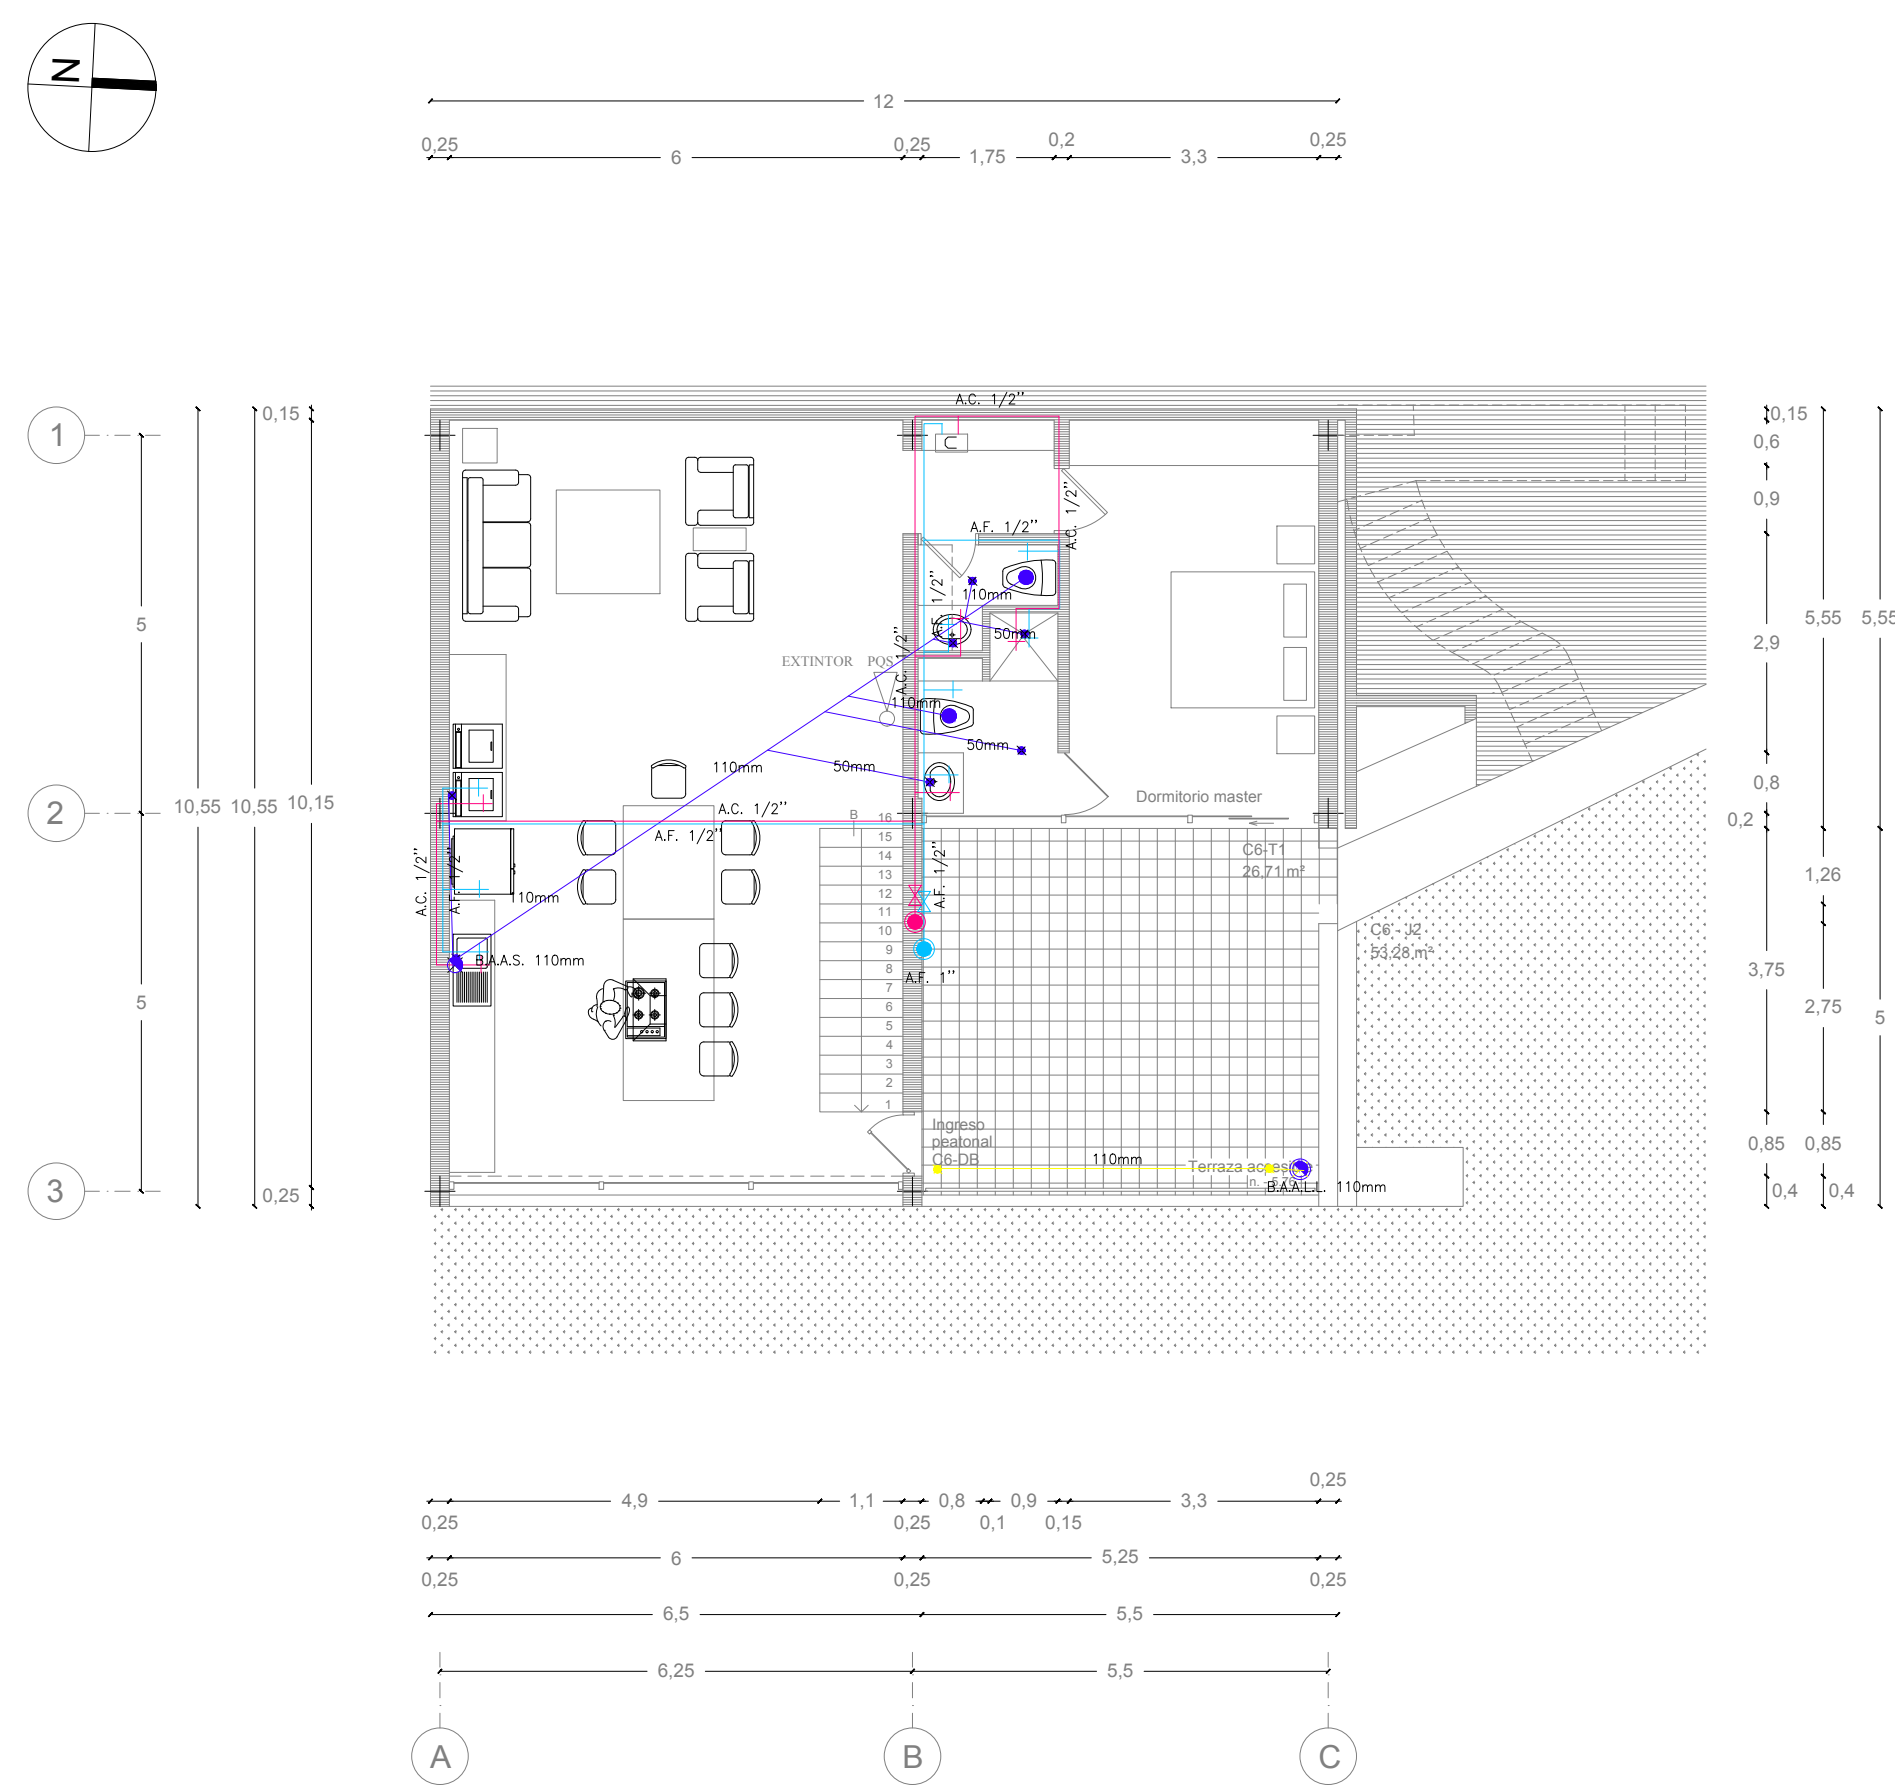 N
12
0,25
6
0,25
1,75
0,2
3,3
0,25
1
2
3
5
5
10,55
10,55
10,15
0,15
0,25
A.C. 1/2''
A.F. 1/2''
A.C. 1/2''
110mm
A.F. 1/2''
50mm
A.C. 1/2''
EXTINTOR PQS
110mm
50mm
110mm
50mm
A.C. 1/2''
A.F. 1/2''
Dormitorio master
C6-T1
26,71 m²
A.C. 1/2''
A.F. 1/2''
110mm
B.A.A.S. 110mm
A.F. 1/2''
A.F. 1''
B
16
15
14
13
12
11
10
9
8
7
6
5
4
3
2
1
C6 - J2
53,28 m²
Ingreso
peatonal
C6-DB
110mm
Terraza accesible
B.A.A.L.L. 110mm
0,15
0,6
0,9
2,9
0,8
0,2
3,75
0,85
0,4
5,55
1,26
2,75
0,85
0,4
5,55
5
0,25
4,9
1,1
0,25
0,8
0,1
0,9
0,15
3,3
0,25
0,25
6
0,25
5,25
0,25
6,5
5,5
6,25
5,5
A
B
C